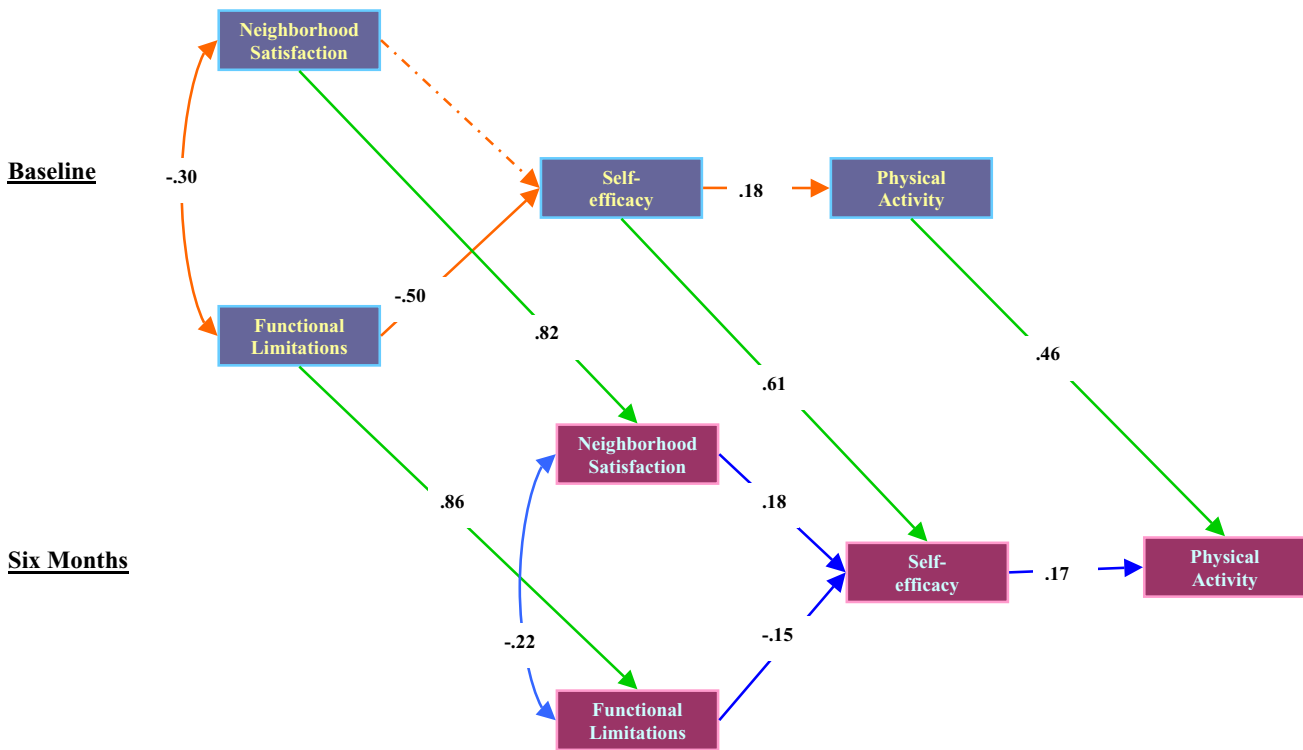 Neighborhood
Satisfaction
Baseline
-.30
Self-
efficacy
.18
Physical
Activity
-.50
Functional
Limitations
.82
.46
.61
Neighborhood
Satisfaction
.86
.18
Six Months
Self-
efficacy
.17
Physical
Activity
-.22
-.15
Functional
Limitations